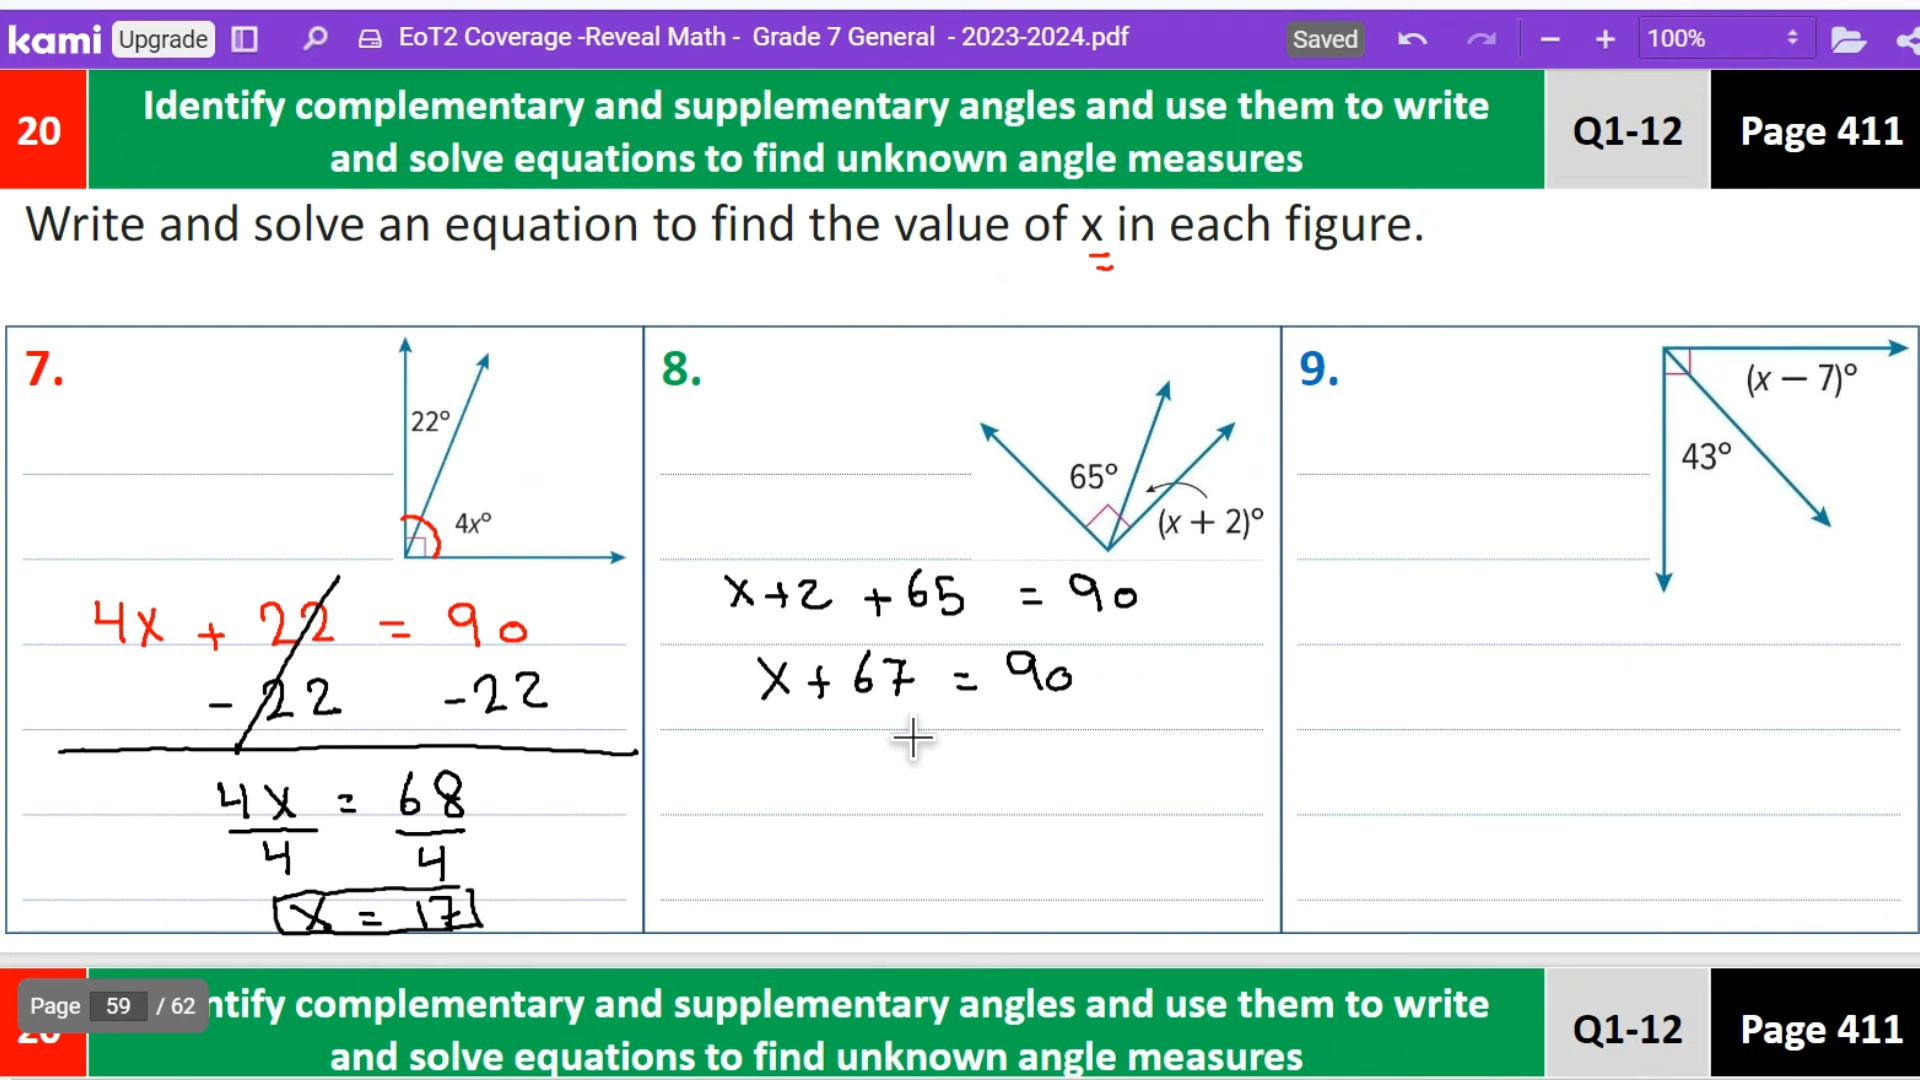 kami Upgrade EoT2 Coverage -Reveal Math - Grade 7 General - 2023-2024.pdf Saved 100%
20 Identify complementary and supplementary angles and use them to write and solve equations to find unknown angle measures Q1-12 Page 411
Write and solve an equation to find the value of x in each figure.
=
7.
22°
4x°
4x + 22 = 90
- 22 -22
4x = 68
4 4
x = 17
8.
65°
(x + 2)°
x+2 + 65 = 90
x + 67 = 90
9.
(x − 7)°
43°
Page 59 / 62
ntify complementary and supplementary angles and use them to write
and solve equations to find unknown angle measures
Q1-12
Page 411